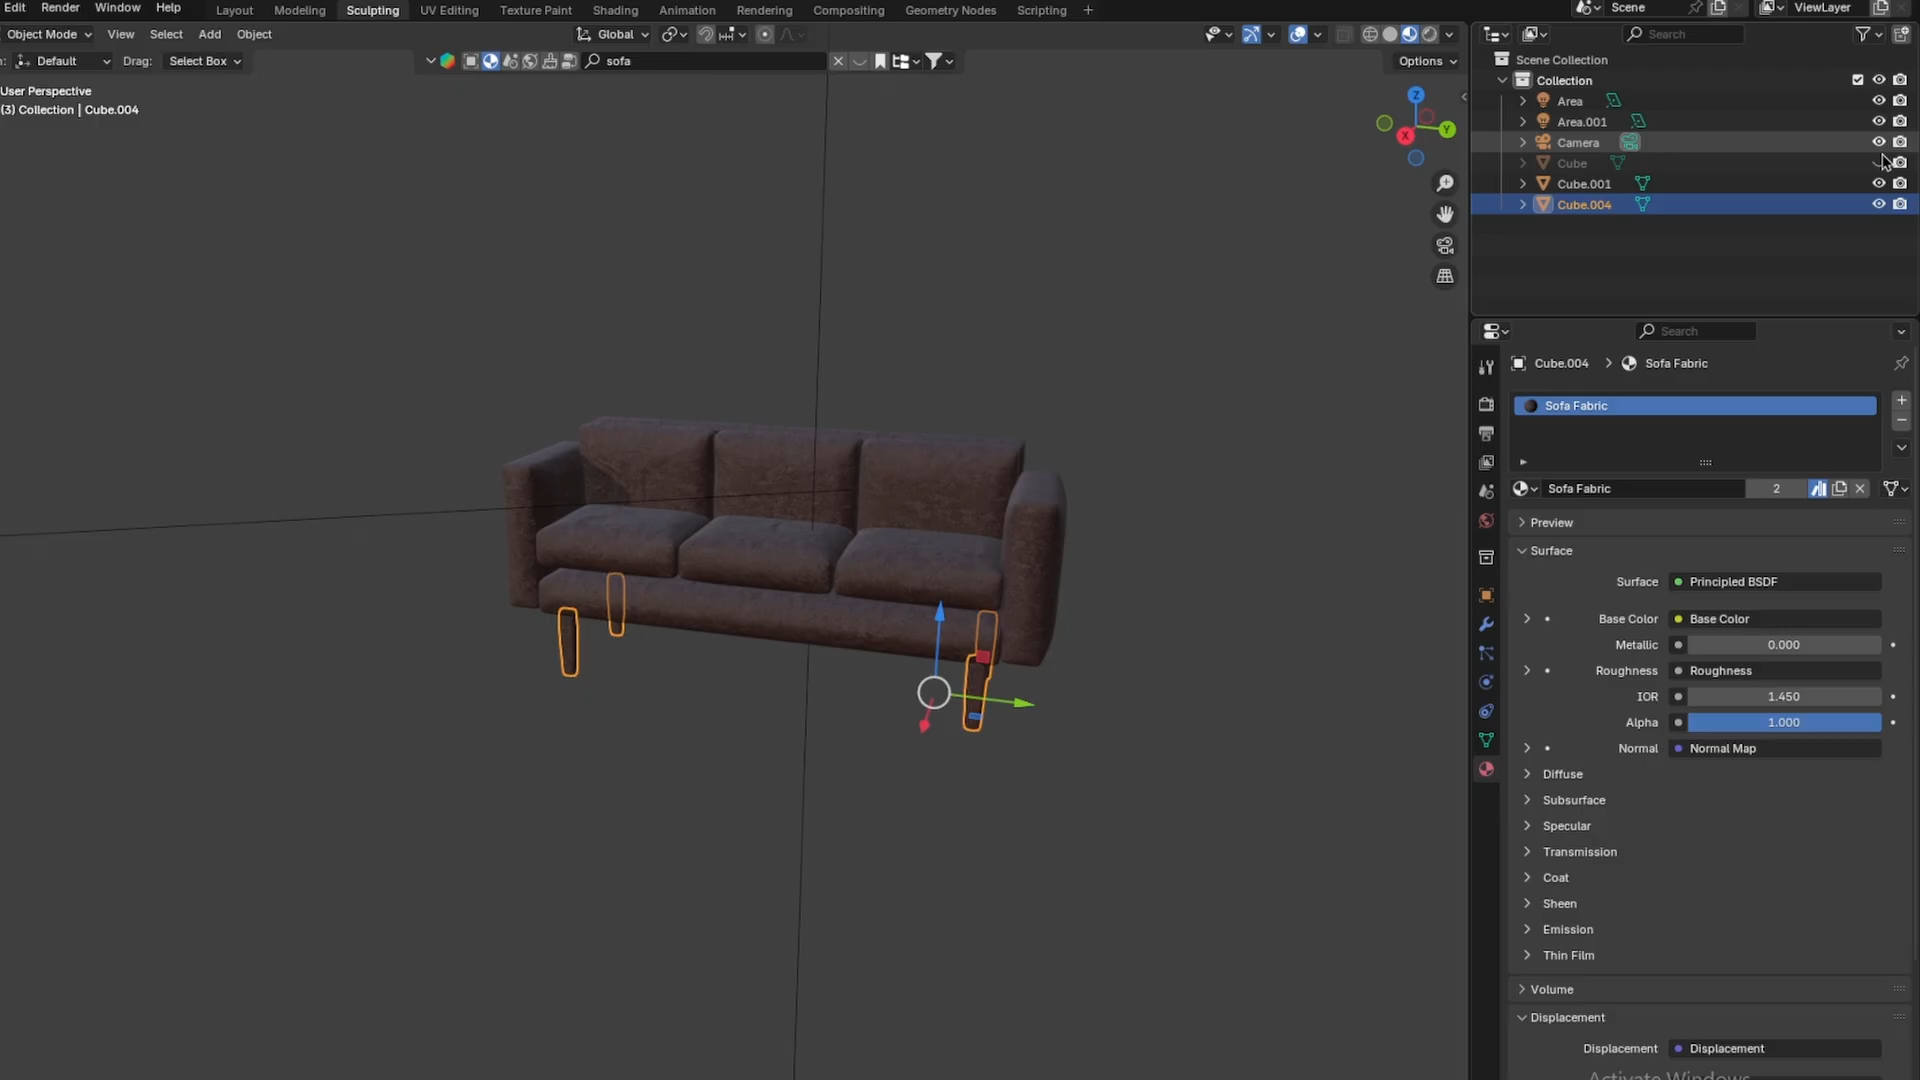 Edit Render Window Help Layout Modeling Sculpting UV Editing Texture Paint Shading Animation Rendering Compositing Geometry Nodes Scripting + Scene ViewLayer
Object Mode View Select Add Object Global Search
: Default Drag: Select Box sofa Options
User Perspective
(3) Collection | Cube.004
Z
Y
X
Scene Collection
Collection
Area
Area.001
Camera
Cube
Cube.001
Cube.004
Search
Cube.004 > Sofa Fabric
Sofa Fabric
Sofa Fabric 2
Preview
Surface
Surface Principled BSDF
Base Color Base Color
Metallic 0.000
Roughness Roughness
IOR 1.450
Alpha 1.000
Normal Normal Map
Diffuse
Subsurface
Specular
Transmission
Coat
Sheen
Emission
Thin Film
Volume
Displacement
Displacement Displacement
Activate Windows